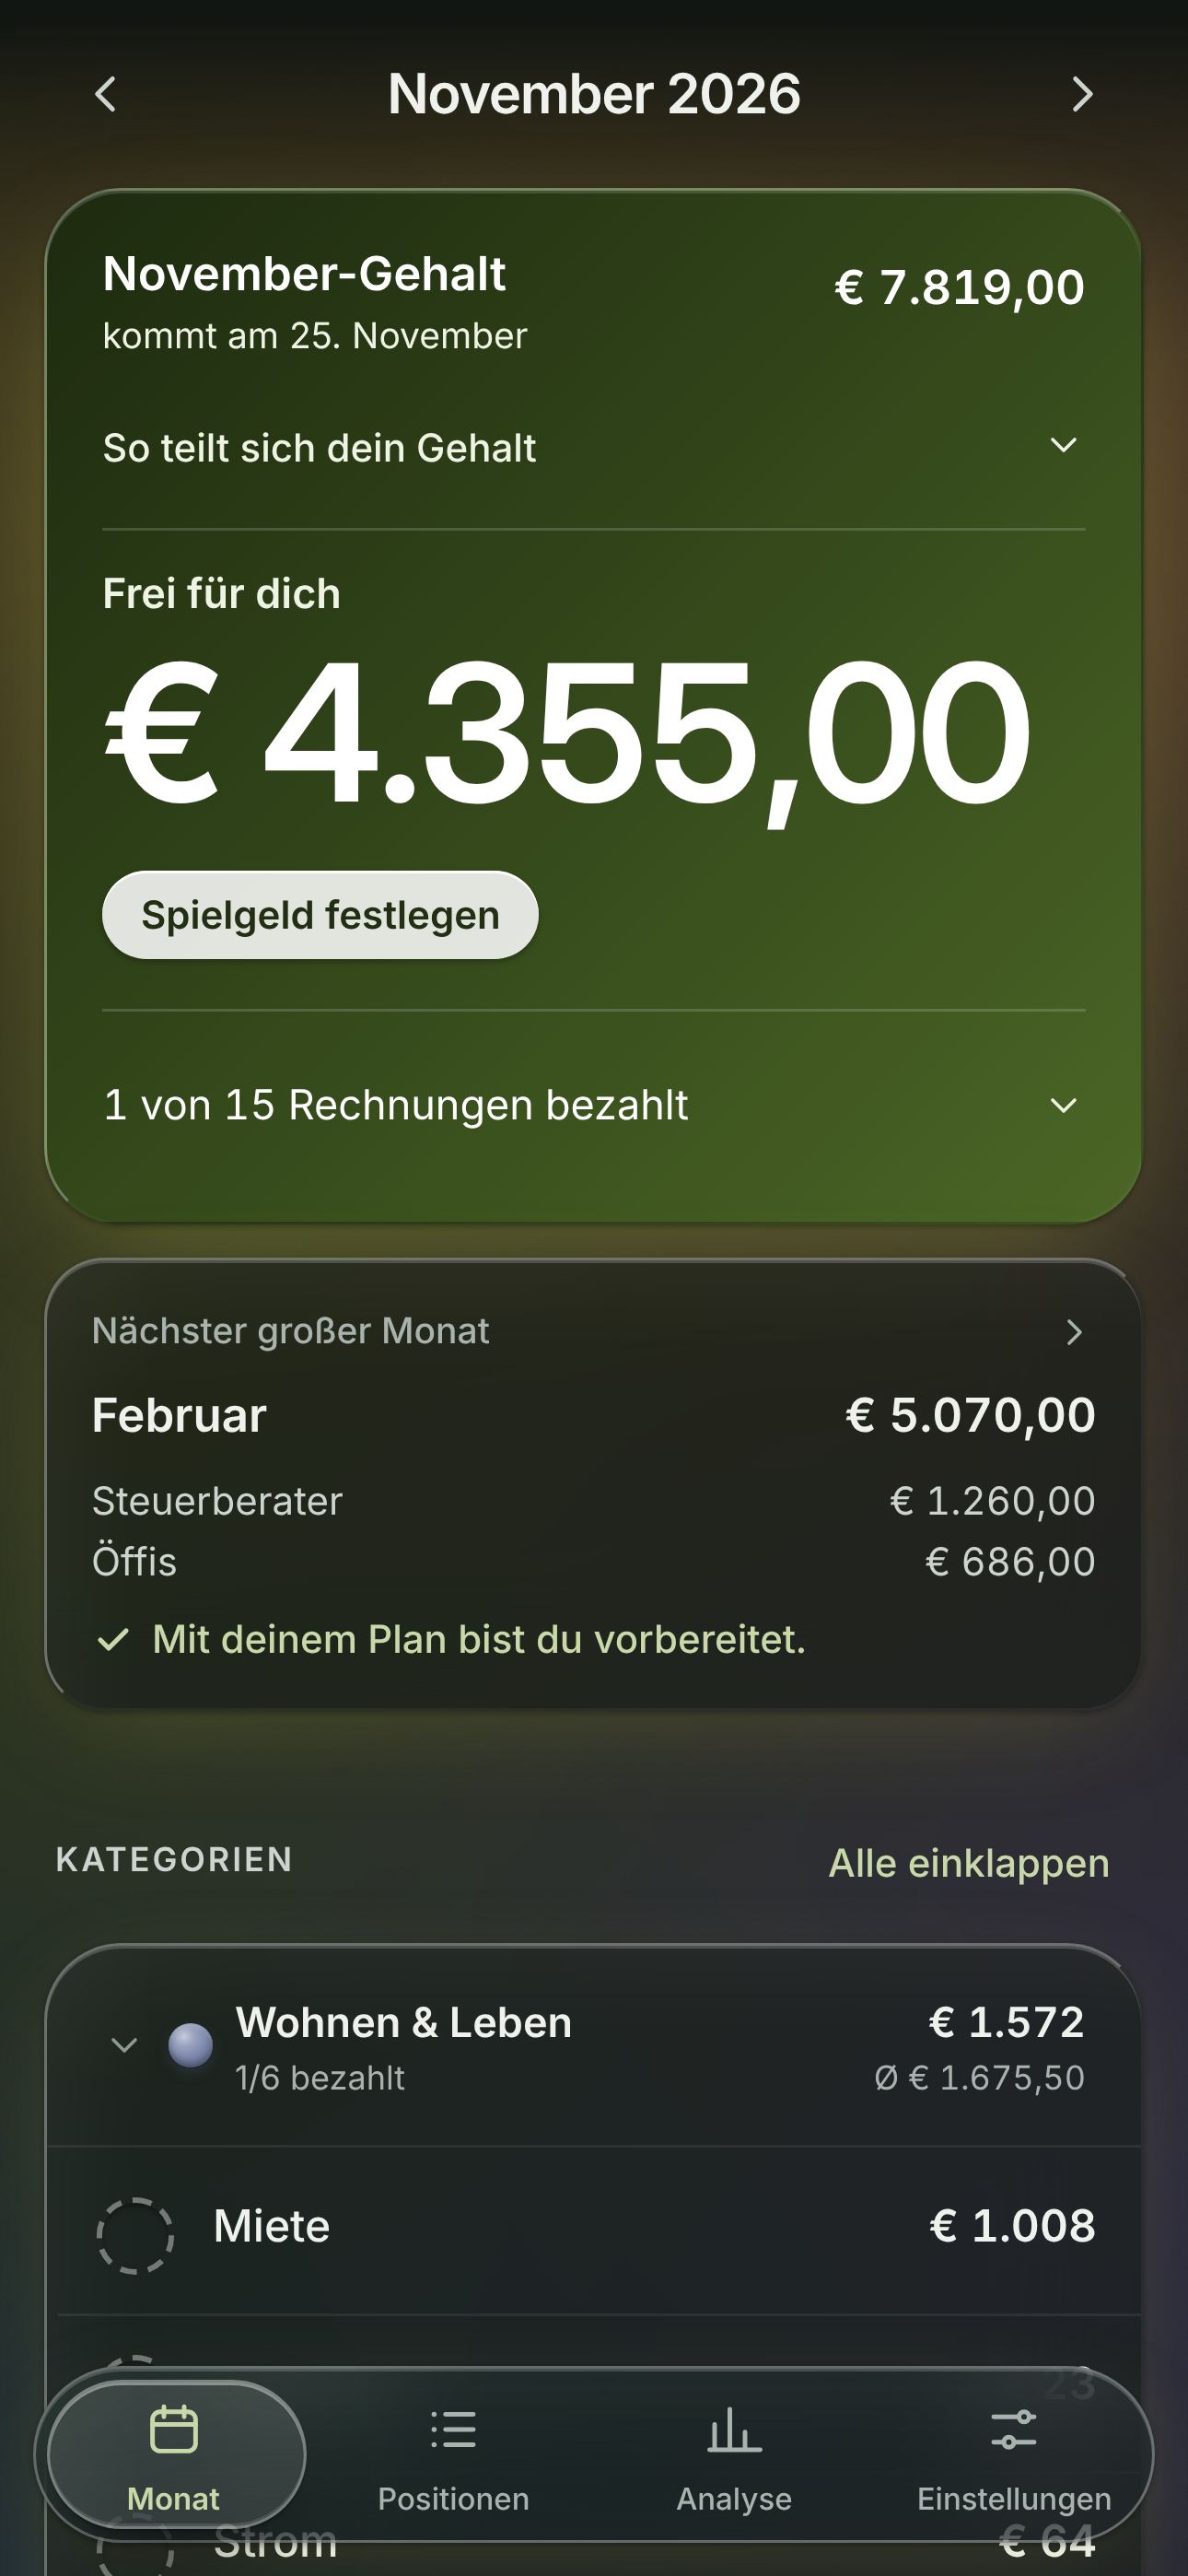 November 2026
November-Gehalt
€ 7.819,00
kommt am 25. November
So teilt sich dein Gehalt
Frei für dich
€ 4.355,00
Spielgeld festlegen
1 von 15 Rechnungen bezahlt
Nächster großer Monat
Februar
€ 5.070,00
Steuerberater
€ 1.260,00
Öffis
€ 686,00
Mit deinem Plan bist du vorbereitet.
KATEGORIEN
Alle einklappen
Wohnen & Leben
€ 1.572
1/6 bezahlt
Ø € 1.675,50
Miete
€ 1.008
23
Monat
Positionen
Analyse
Einstellungen
Strom
€ 64